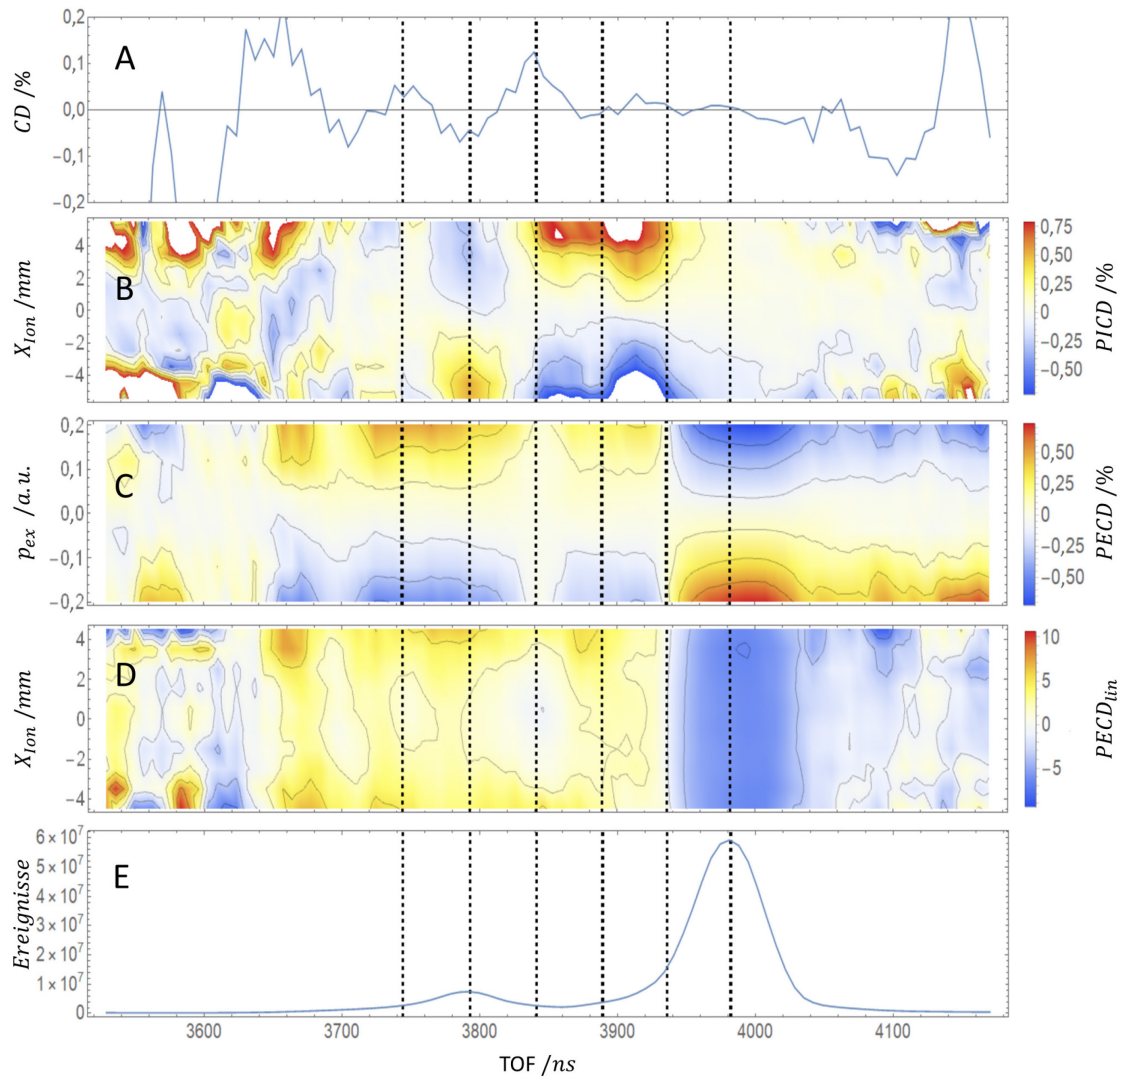 0,2
0,1
0,0
−0,1
−0,2
CD /%
A
4
2
0
−2
−4
X_Ion /mm
B
0,75
0,50
0,25
0
−0,25
−0,50
PICD /%
0,2
0,1
0,0
−0,1
−0,2
p_ex /a.u.
C
0,50
0,25
0
−0,25
−0,50
PECD /%
4
2
0
−2
−4
X_Ion /mm
D
10
5
0
−5
PECD_lin
6×10^7
5×10^7
4×10^7
3×10^7
2×10^7
1×10^7
0
Ereignisse
E
3600 3700 3800 3900 4000 4100
TOF /ns